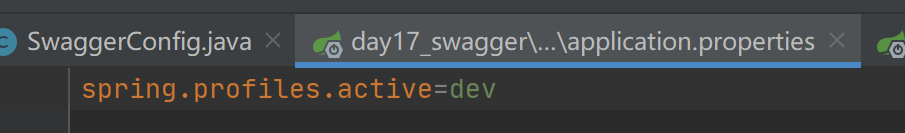 SwaggerConfig.java
day17_swagger\...\application.properties
spring.profiles.active=dev